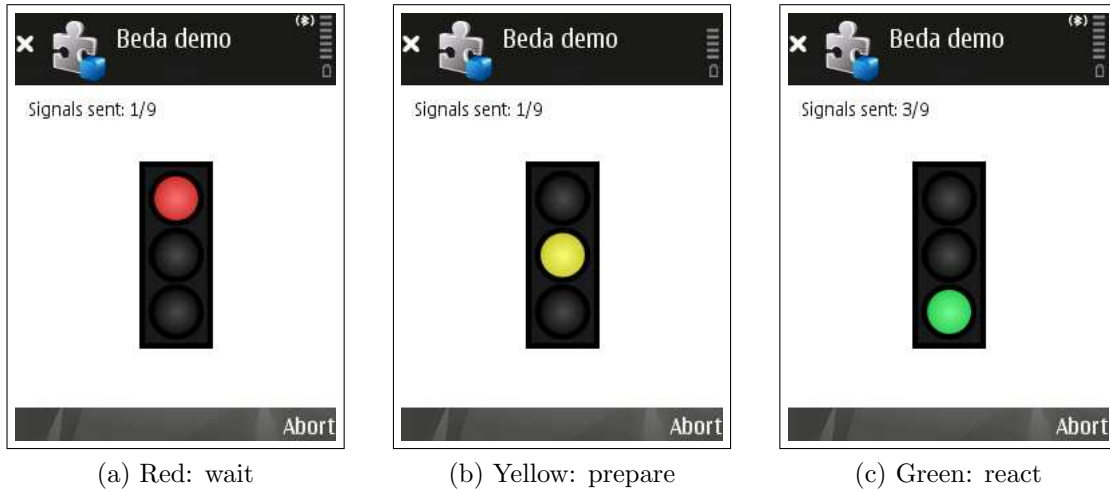 Beda demo
Signals sent: 1/9
Abort
(a) Red: wait
Beda demo
Signals sent: 1/9
Abort
(b) Yellow: prepare
Beda demo
Signals sent: 3/9
Abort
(c) Green: react